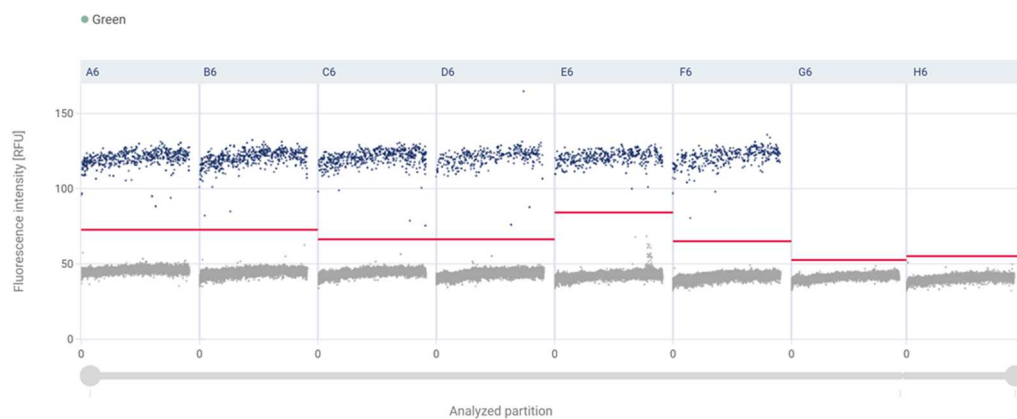 Green
A6 B6 C6 D6 E6 F6 G6 H6
Fluorescence intensity [RFU]
150
100
50
0
0 0 0 0 0 0 0 0
Analyzed partition